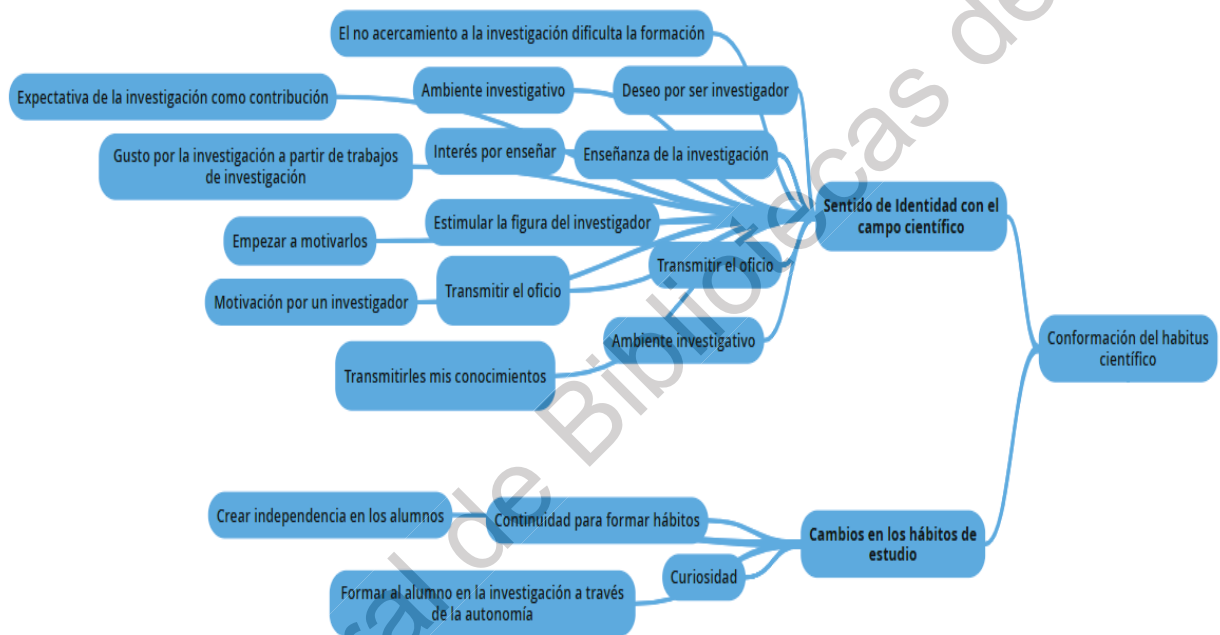 El no acercamiento a la investigación dificulta la formación
Expectativa de la investigación como contribución
Ambiente investigativo
Deseo por ser investigador
Gusto por la investigación a partir de trabajos
de investigación
Interés por enseñar
Enseñanza de la investigación
Sentido de Identidad con el
campo científico
Estimular la figura del investigador
Empezar a motivarlos
Transmitir el oficio
Transmitir el oficio
Motivación por un investigador
Ambiente investigativo
Transmitirles mis conocimientos
Conformación del habitus
científico
Crear independencia en los alumnos
Continuidad para formar hábitos
Cambios en los hábitos de
estudio
Curiosidad
Formar al alumno en la investigación a través
de la autonomía
de Bibliotecas de